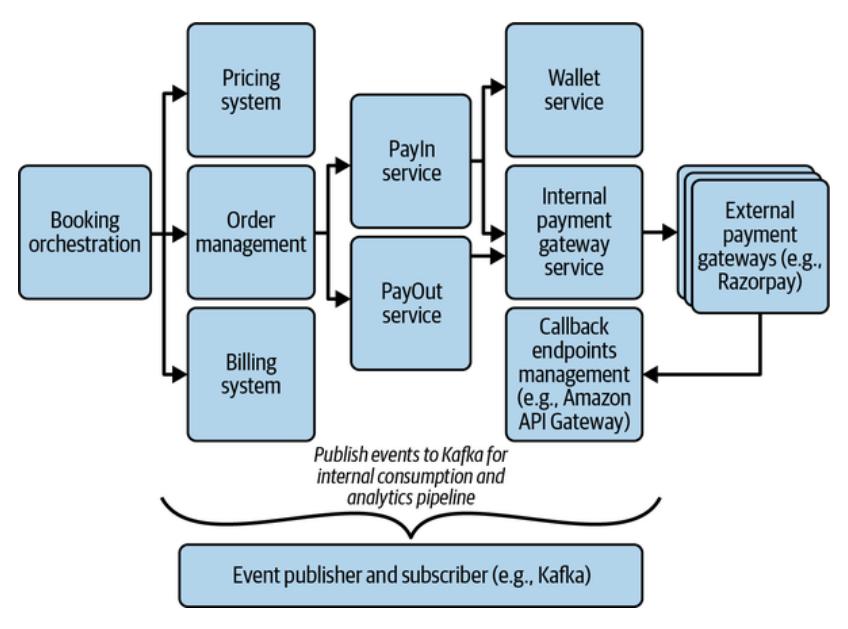 Pricing
system
Wallet
service
PayIn
service
Booking
orchestration
Order
management
Internal
payment
gateway
service
External
payment
gateways (e.g.,
Razorpay)
PayOut
service
Billing
system
Callback
endpoints
management
(e.g., Amazon
API Gateway)
Publish events to Kafka for
internal consumption and
analytics pipeline
Event publisher and subscriber (e.g., Kafka)